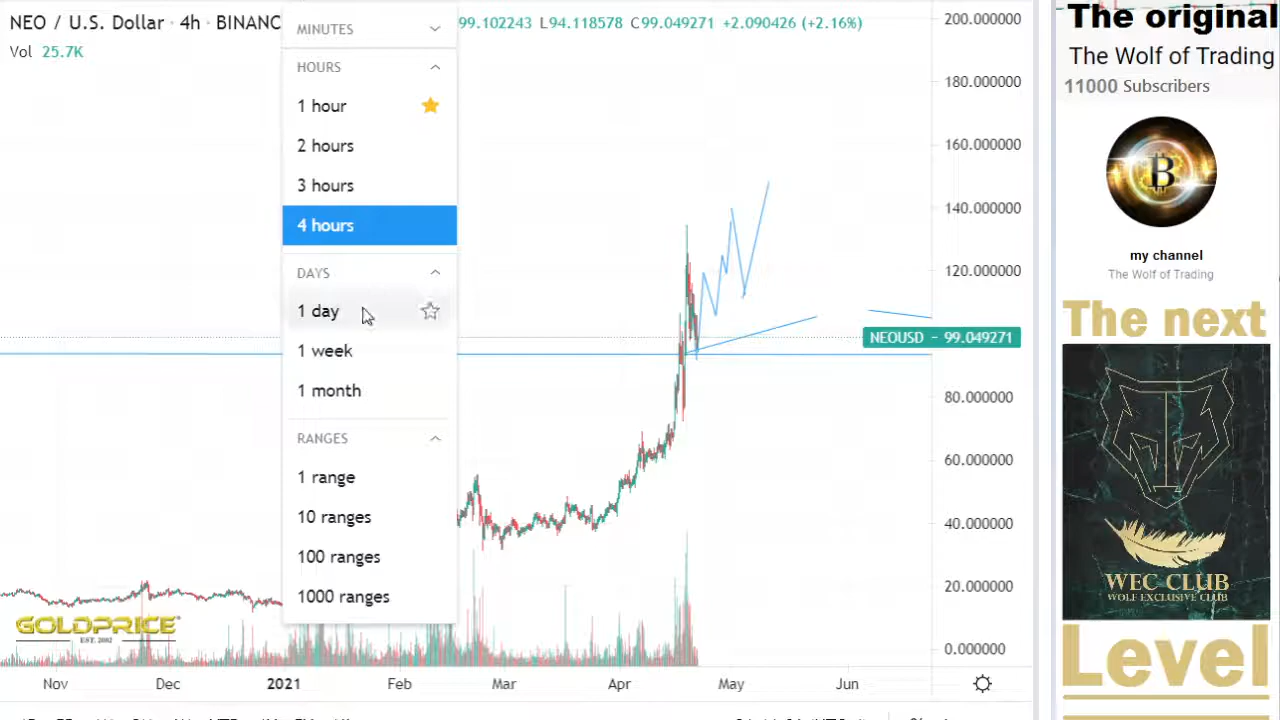 NEO / U.S. Dollar · 4h · BINANC
99.102243 L94.118578 C99.049271 +2.090426 (+2.16%)
Vol 25.7K
MINUTES
HOURS
1 hour
2 hours
3 hours
4 hours
DAYS
1 day
1 week
1 month
RANGES
1 range
10 ranges
100 ranges
1000 ranges
200.000000
180.000000
160.000000
140.000000
120.000000
NEOUSD – 99.049271
80.000000
60.000000
40.000000
20.000000
0.000000
GOLDPRICE
EST. 2002
Nov Dec 2021 Feb Mar Apr May Jun
The original
The Wolf of Trading
11000 Subscribers
my channel
The Wolf of Trading
The next
WEC CLUB
WOLF EXCLUSIVE CLUB
Level